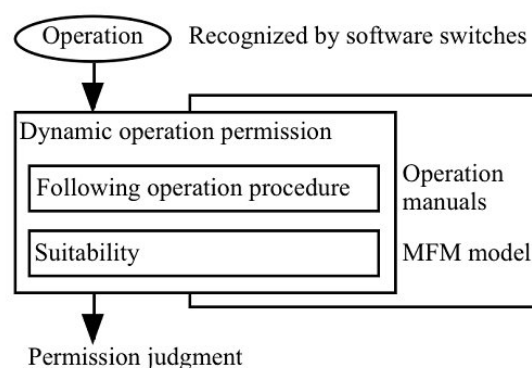 Operation
Recognized by software switches
Dynamic operation permission
Following operation procedure
Operation
manuals
Suitability
MFM model
Permission judgment